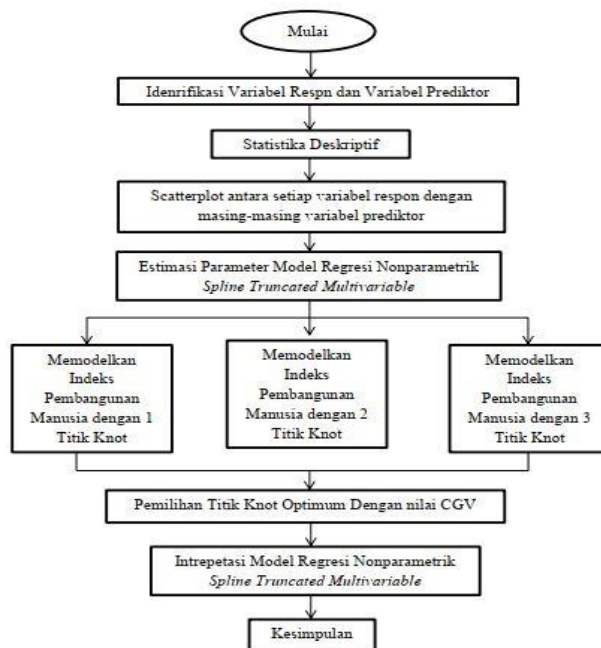 Mulai
Idenrifikasi Variabel Respn dan Variabel Prediktor
Statistika Deskriptif
Scatterplot antara setiap variabel respon dengan
masing-masing variabel prediktor
Estimasi Parameter Model Regresi Nonparametrik
Spline Truncated Multivariable
Memodelkan
Indeks
Pembangunan
Manusia dengan 1
Titik Knot
Memodelkan
Indeks
Pembangunan
Manusia dengan 2
Titik Knot
Memodelkan
Indeks
Pembangunan
Manusia dengan 3
Titik Knot
Pemilihan Titik Knot Optimum Dengan nilai CGV
Intrepetasi Model Regresi Nonparametrik
Spline Truncated Multivariable
Kesimpulan